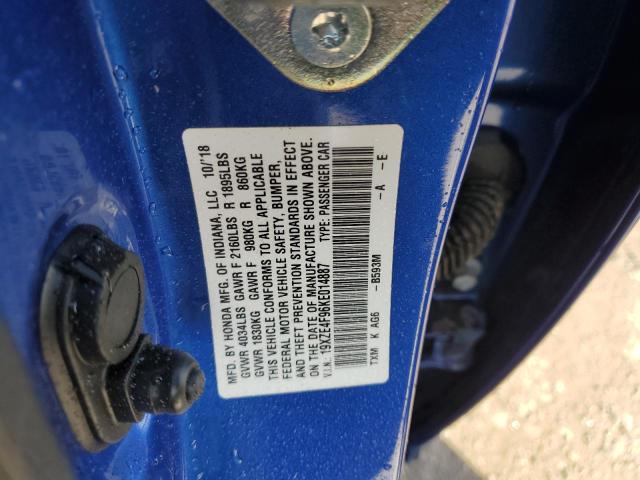 MFD. BY HONDA MFG. OF INDIANA, LLC 10/18
GVWR 4034LBS GAWR F 2160LBS R 1895LBS
GVWR 1830KG GAWR F 980KG R 860KG
THIS VEHICLE CONFORMS TO ALL APPLICABLE
FEDERAL MOTOR VEHICLE SAFETY, BUMPER,
AND THEFT PREVENTION STANDARDS IN EFFECT
ON THE DATE OF MANUFACTURE SHOWN ABOVE.
V.I.N.: 19XZE4F96KE014887 TYPE: PASSENGER CAR
TXM K AG6 -B593M -A -E